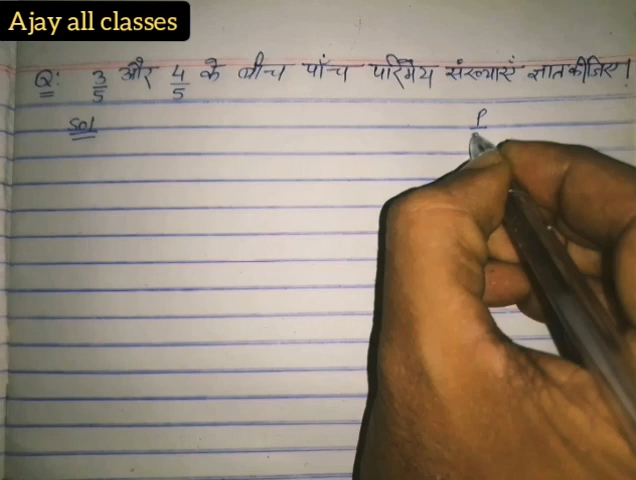 Ajay all classes
Q: 3/5 और 4/5 के बीच पाँच परिमेय संख्याएँ ज्ञात कीजिए।
Sol P